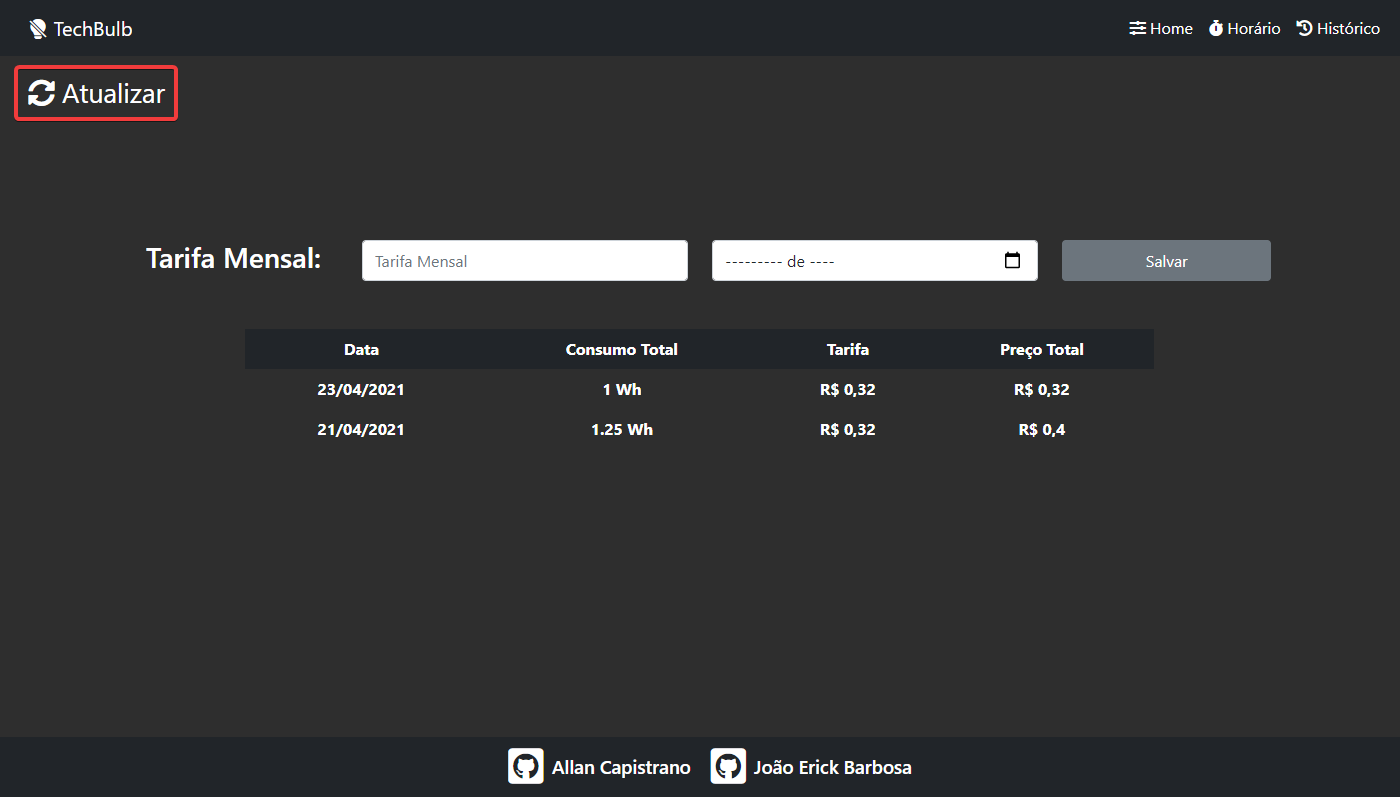 TechBulb
Home Horário Histórico
Atualizar
Tarifa Mensal: Tarifa Mensal --------- de ---- Salvar
Data Consumo Total Tarifa Preço Total
23/04/2021 1 Wh R$ 0,32 R$ 0,32
21/04/2021 1.25 Wh R$ 0,32 R$ 0,4
Allan Capistrano João Erick Barbosa